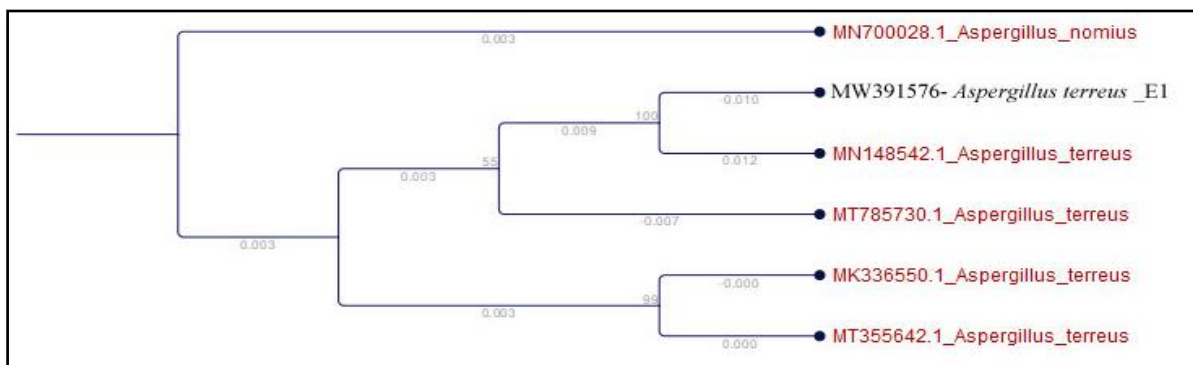 MN700028.1_Aspergillus_nomius
0.003
MW391576- Aspergillus terreus _E1
-0.010
100
0.009
MN148542.1_Aspergillus_terreus
0.012
55
0.003
MT785730.1_Aspergillus_terreus
-0.007
0.003
MK336550.1_Aspergillus_terreus
-0.000
99
0.003
MT355642.1_Aspergillus_terreus
0.000